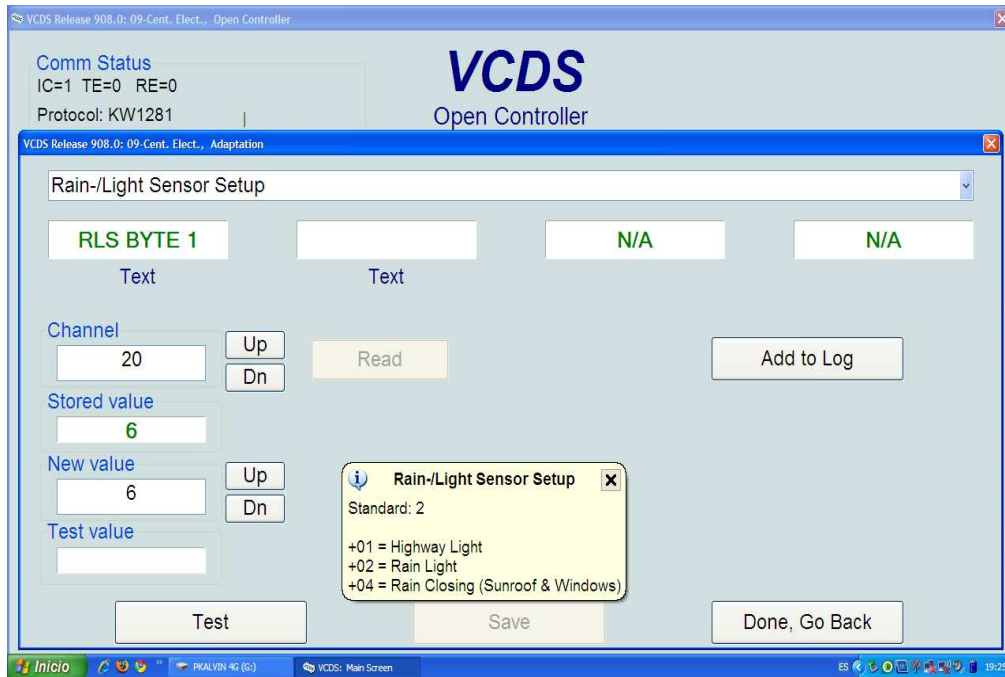 VCDS Release 908.0: 09-Cent. Elect., Open Controller
Comm Status
IC=1 TE=0 RE=0
Protocol: KW1281
VCDS
Open Controller
VCDS Release 908.0: 09-Cent. Elect., Adaptation
Rain-/Light Sensor Setup
RLS BYTE 1
N/A
N/A
Text
Text
Channel
20
Up
Dn
Read
Add to Log
Stored value
6
New value
6
Up
Dn
Test value
Rain-/Light Sensor Setup
Standard: 2
+01 = Highway Light
+02 = Rain Light
+04 = Rain Closing (Sunroof & Windows)
Test
Save
Done, Go Back
Inicio
PKALVIN 4G (G:)
VCDS: Main Screen
ES
19:25